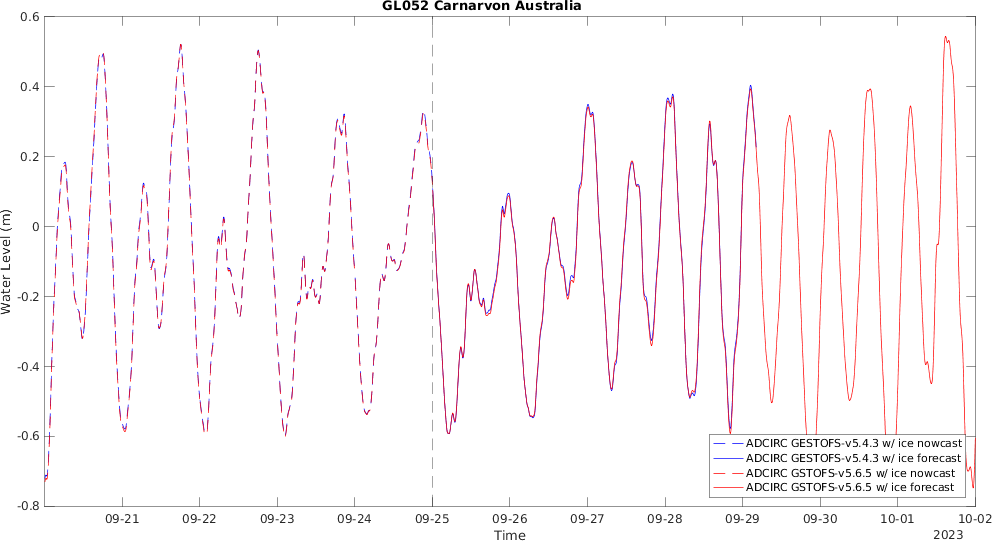 GL052 Carnarvon Australia
0.6
0.4
0.2
0
-0.2
-0.4
-0.6
-0.8
Water Level (m)
ADCIRC GESTOFS-v5.4.3 w/ ice nowcast
ADCIRC GESTOFS-v5.4.3 w/ ice forecast
ADCIRC GSTOFS-v5.6.5 w/ ice nowcast
ADCIRC GSTOFS-v5.6.5 w/ ice forecast
09-21 09-22 09-23 09-24 09-25 09-26 09-27 09-28 09-29 09-30 10-01 10-02
Time
2023